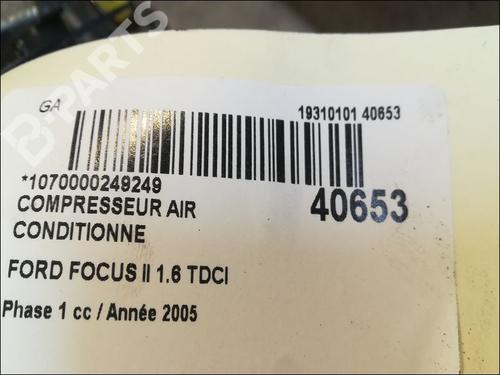 B-PARTS
GA
19310101 40653
*1070000249249
40653
COMPRESSEUR AIR
CONDITIONNE
FORD FOCUS II 1.6 TDCI
Phase 1 cc / Année 2005